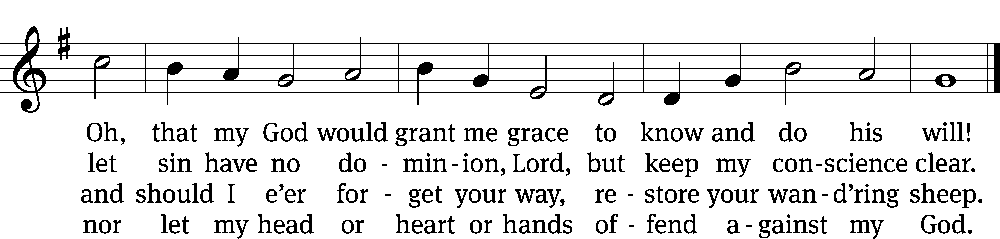 Oh, that my God would grant me grace to know and do his will!
let sin have no do - min - ion, Lord, but keep my con - science clear.
and should I e’er for - get your way, re - store your wan - d’ring sheep.
nor let my head or heart or hands of - fend a - gainst my God.